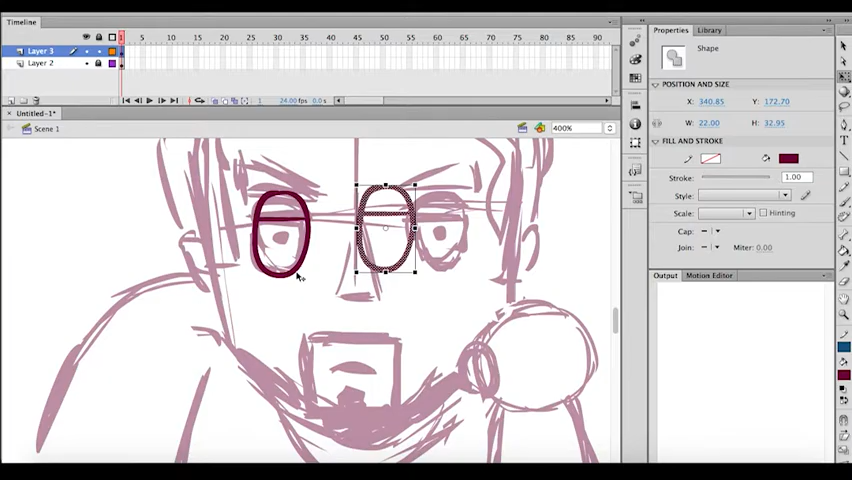 Timeline
Properties Library
1 5 10 15 20 25 30 35 40 45 50 55 60 65 70 75 80 85 90
Layer 3
Layer 2
Shape
POSITION AND SIZE
X: 340.85 Y: 172.70
W: 22.00 H: 32.95
1 24.00 fps 0.0 s
Untitled-1*
Scene 1
400%
FILL AND STROKE
Stroke: 1.00
Style:
Scale: Hinting
Cap:
Join: Miter: 0.00
Output Motion Editor